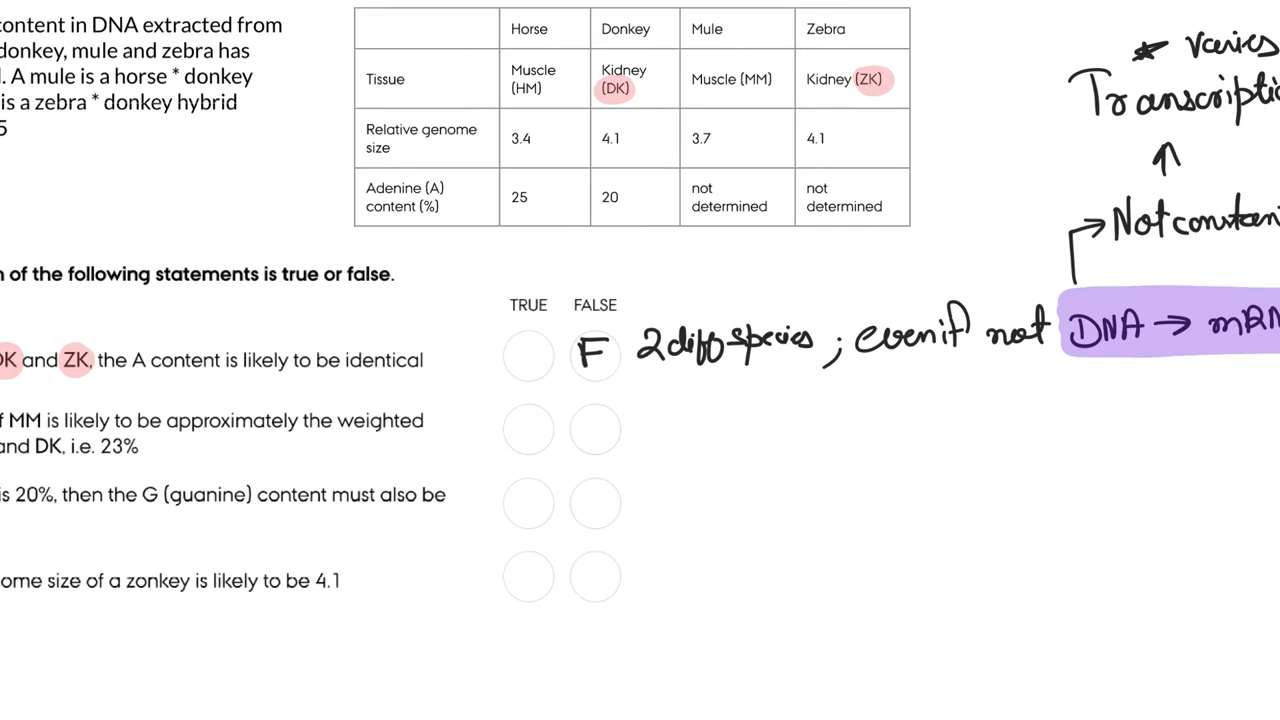 content in DNA extracted from
donkey, mule and zebra has
. A mule is a horse * donkey
is a zebra * donkey hybrid
5
Horse Donkey Mule Zebra
Tissue Muscle (HM) Kidney (DK) Muscle (MM) Kidney (ZK)
Relative genome size 3.4 4.1 3.7 4.1
Adenine (A) content (%) 25 20 not determined not determined
* varies
Transcriptio
↑
→ Not constan
of the following statements is true or false.
TRUE FALSE
DK and ZK, the A content is likely to be identical F 2 diff species ; even if not DNA → mRN
MM is likely to be approximately the weighted
and DK, i.e. 23%
is 20%, then the G (guanine) content must also be
ome size of a zonkey is likely to be 4.1